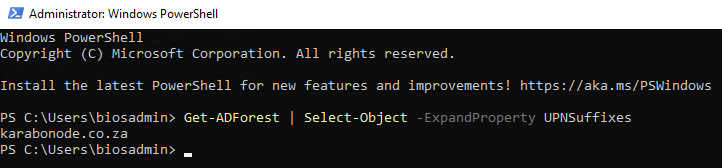 Administrator: Windows PowerShell
Windows PowerShell
Copyright (C) Microsoft Corporation. All rights reserved.
Install the latest PowerShell for new features and improvements! https://aka.ms/PSWindows
PS C:\Users\biosadmin> Get-ADForest | Select-Object -ExpandProperty UPNSuffixes
karabonode.co.za
PS C:\Users\biosadmin>